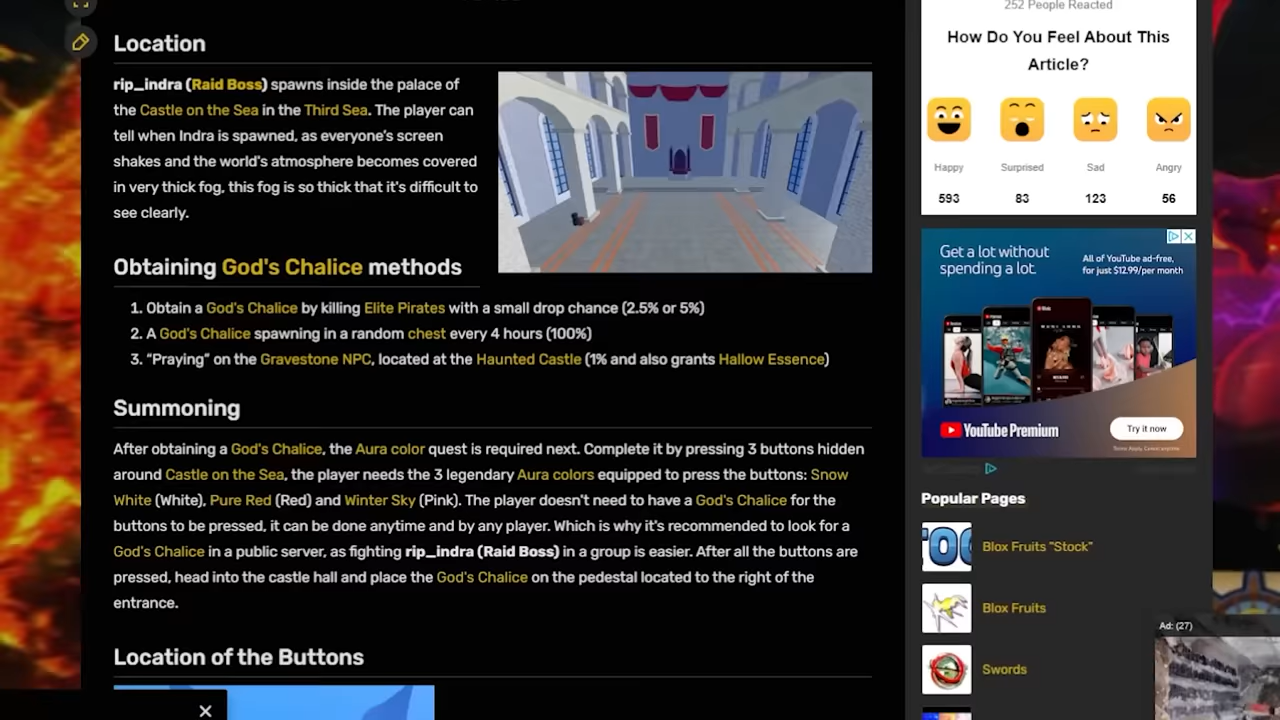 Location
rip_indra (Raid Boss) spawns inside the palace of
the Castle on the Sea in the Third Sea. The player can
tell when Indra is spawned, as everyone's screen
shakes and the world's atmosphere becomes covered
in very thick fog, this fog is so thick that it's difficult to
see clearly.
Obtaining God's Chalice methods
1. Obtain a God's Chalice by killing Elite Pirates with a small drop chance (2.5% or 5%)
2. A God's Chalice spawning in a random chest every 4 hours (100%)
3. “Praying” on the Gravestone NPC, located at the Haunted Castle (1% and also grants Hallow Essence)
Summoning
After obtaining a God's Chalice, the Aura color quest is required next. Complete it by pressing 3 buttons hidden
around Castle on the Sea, the player needs the 3 legendary Aura colors equipped to press the buttons: Snow
White (White), Pure Red (Red) and Winter Sky (Pink). The player doesn't need to have a God's Chalice for the
buttons to be pressed, it can be done anytime and by any player. Which is why it's recommended to look for a
God's Chalice in a public server, as fighting rip_indra (Raid Boss) in a group is easier. After all the buttons are
pressed, head into the castle hall and place the God's Chalice on the pedestal located to the right of the
entrance.
Location of the Buttons
252 People Reacted
How Do You Feel About This
Article?
Happy Surprised Sad Angry
593 83 123 56
Get a lot without
spending a lot.
All of YouTube ad-free,
for just $12.99/per month
YouTube Premium
Try it now
Popular Pages
Blox Fruits "Stock"
Blox Fruits
Swords
Ad: (27)